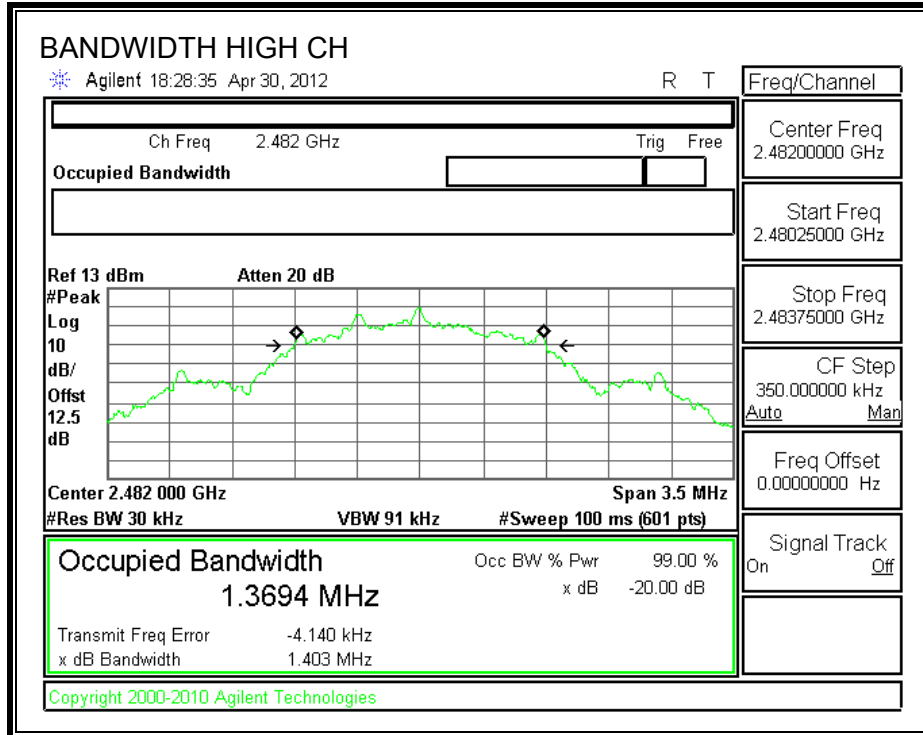 BANDWIDTH HIGH CH
Agilent 18:28:35 Apr 30, 2012 R T
Freq/Channel
Ch Freq 2.482 GHz Trig Free
Occupied Bandwidth
Center Freq
2.48200000 GHz
Start Freq
2.48025000 GHz
Stop Freq
2.48375000 GHz
CF Step
350.000000 kHz
Auto Man
Freq Offset
0.00000000 Hz
Signal Track
On Off
Ref 13 dBm Atten 20 dB
#Peak
Log
10
dB/
Offst
12.5
dB
Center 2.482 000 GHz Span 3.5 MHz
#Res BW 30 kHz VBW 91 kHz #Sweep 100 ms (601 pts)
Occupied Bandwidth Occ BW % Pwr 99.00 %
1.3694 MHz x dB -20.00 dB
Transmit Freq Error -4.140 kHz
x dB Bandwidth 1.403 MHz
Copyright 2000-2010 Agilent Technologies